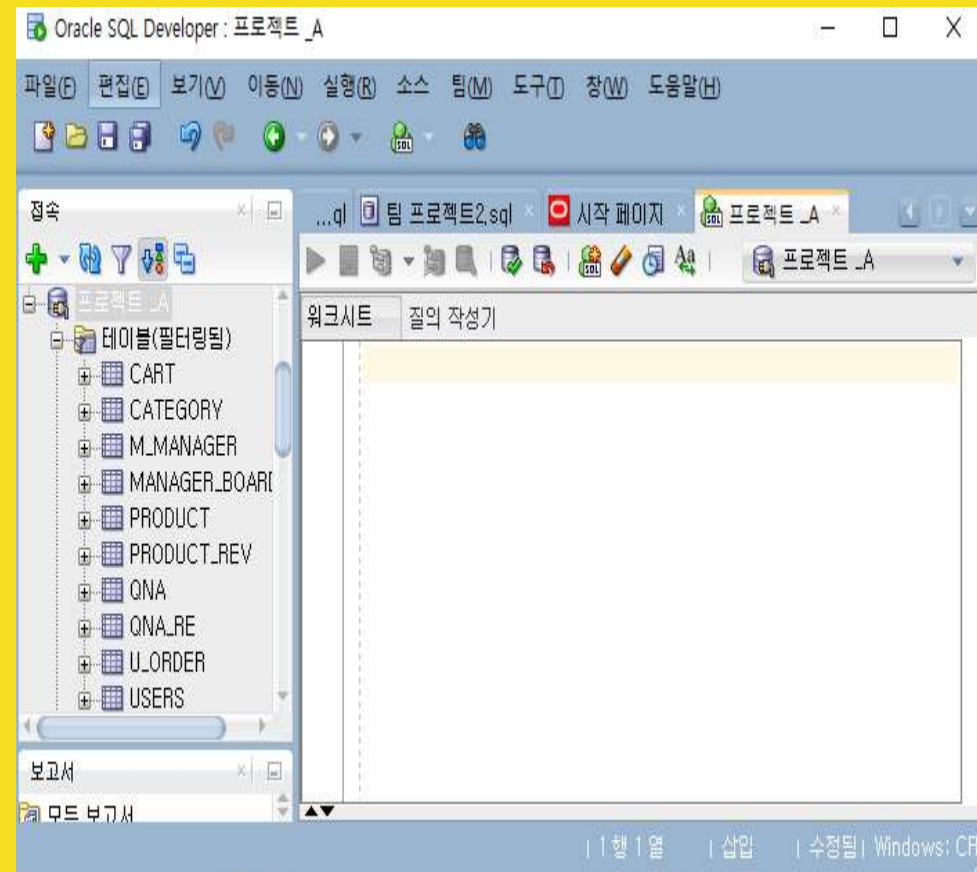 Oracle SQL Developer : 프로젝트 _A
파일(F) 편집(E) 보기(V) 이동(N) 실행(R) 소스 팀(M) 도구(T) 창(W) 도움말(H)
접속
...ql 팀 프로젝트2.sql 시작 페이지 프로젝트 _A
프로젝트 _A
프로젝트 _A
워크시트 질의 작성기
테이블(필터링됨)
CART
CATEGORY
M_MANAGER
MANAGER_BOARD
PRODUCT
PRODUCT_REV
QNA
QNA_RE
U_ORDER
USERS
보고서
모든 보고서
| 1 행 1 열 | 삽입 | 수정됨 | Windows: CR